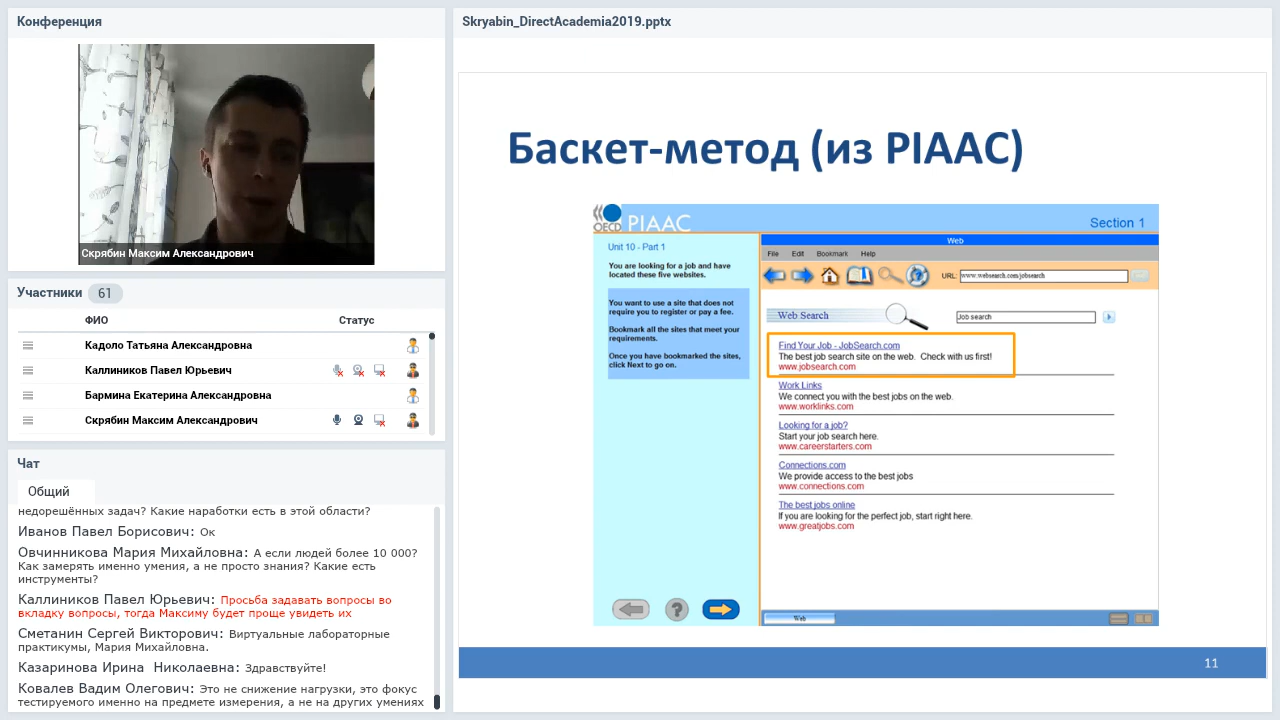 Конференция
Скрябин Максим Александрович
Участники 61
ФИО Статус
Кадоло Татьяна Александровна
Каллиников Павел Юрьевич
Бармина Екатерина Александровна
Скрябин Максим Александрович
Чат
Общий
недорешённых задач? Какие наработки есть в этой области?
Иванов Павел Борисович: Ок
Овчинникова Мария Михайловна: А если людей более 10 000?
Как замерять именно умения, а не просто знания? Какие есть
инструменты?
Каллиников Павел Юрьевич: Просьба задавать вопросы во
вкладку вопросы, тогда Максиму будет проще увидеть их
Сметанин Сергей Викторович: Виртуальные лабораторные
практикумы, Мария Михайловна.
Казаринова Ирина Николаевна: Здравствуйте!
Ковалев Вадим Олегович: Это не снижение нагрузки, это фокус
тестируемого именно на предмете измерения, а не на других умениях
Skryabin_DirectAcademia2019.pptx
Баскет-метод (из PIAAC)
OECD PIAAC
Section 1
Unit 10 - Part 1
You are looking for a job and have
located these five websites.
You want to use a site that does not
require you to register or pay a fee.
Bookmark all the sites that meet your
requirements.
Once you have bookmarked the sites,
click Next to go on.
?
Web
File Edit Bookmark Help
URL: www.websearch.com/jobsearch
Web Search
Job search
Find Your Job - JobSearch.com
The best job search site on the web. Check with us first!
www.jobsearch.com
Work Links
We connect you with the best jobs on the web.
www.worklinks.com
Looking for a job?
Start your job search here.
www.careerstarters.com
Connections.com
We provide access to the best jobs
www.connections.com
The best jobs online
If you are looking for the perfect job, start right here.
www.greatjobs.com
Web
11